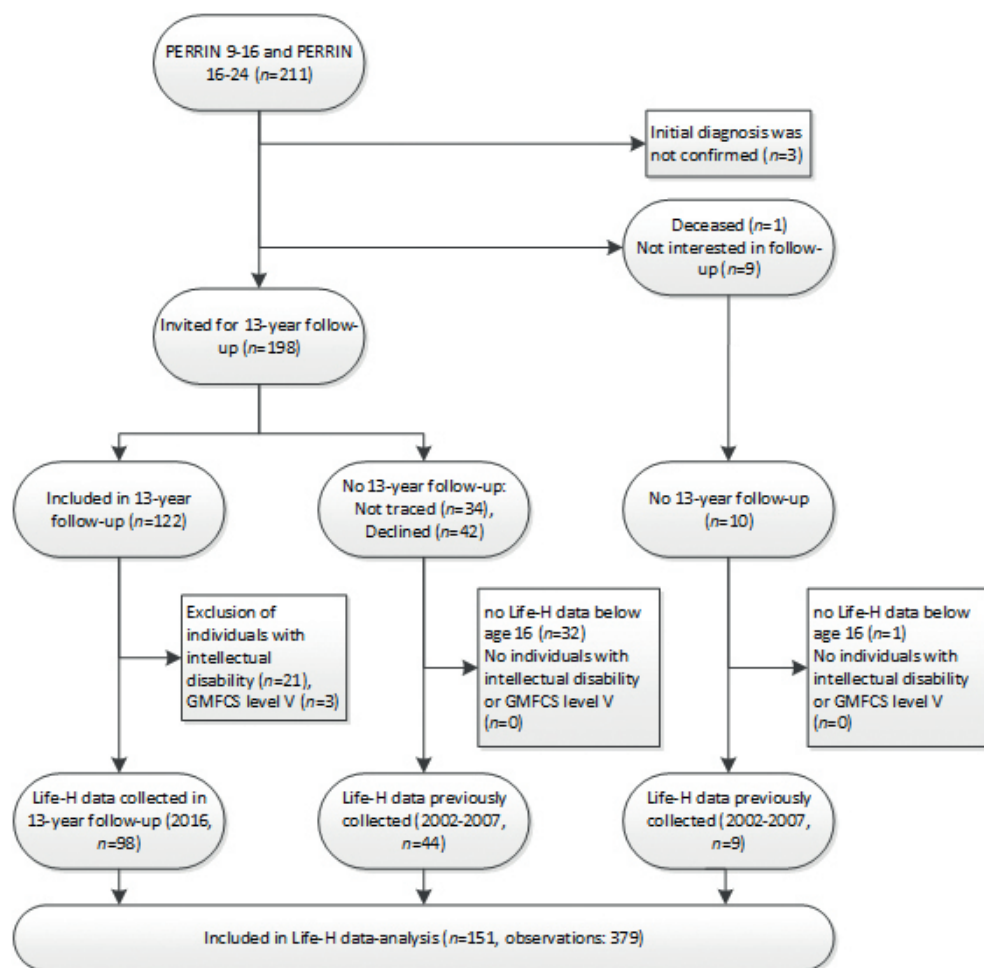 PERRIN 9-16 and PERRIN
16-24 (n=211)
Initial diagnosis was
not confirmed (n=3)
Deceased (n=1)
Not interested in follow-
up (n=9)
Invited for 13-year follow-
up (n=198)
Included in 13-year
follow-up (n=122)
No 13-year follow-up:
Not traced (n=34),
Declined (n=42)
No 13-year follow-up
(n=10)
Exclusion of
individuals with
intellectual
disability (n=21),
GMFCS level V (n=3)
no Life-H data below
age 16 (n=32)
No individuals with
intellectual disability
or GMFCS level V
(n=0)
no Life-H data below
age 16 (n=1)
No individuals with
intellectual disability
or GMFCS level V
(n=0)
Life-H data collected in
13-year follow-up (2016,
n=98)
Life-H data previously
collected (2002-2007,
n=44)
Life-H data previously
collected (2002-2007,
n=9)
Included in Life-H data-analysis (n=151, observations: 379)